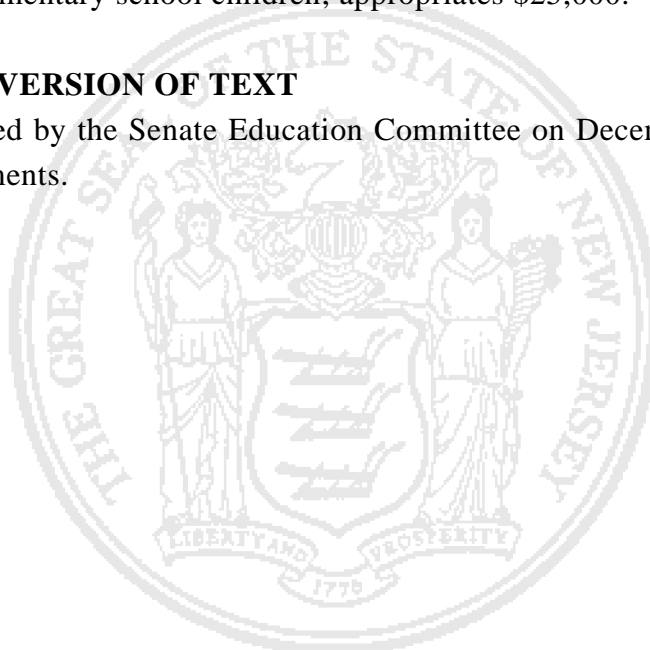 mentary school children, appropriates $25,000.
VERSION OF TEXT
ed by the Senate Education Committee on Decem
ments.
THE GREAT SEAL OF THE STATE OF NEW JERSEY
LIBERTY AND PROSPERITY
1776